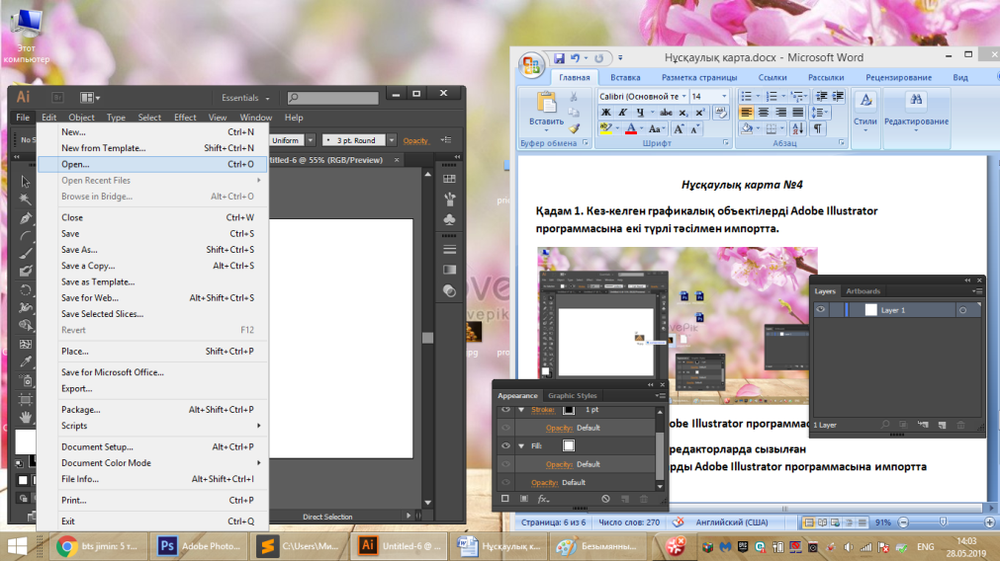 Этот
компьютер
Ai
Br
Essentials
File Edit Object Type Select Effect View Window Help
Uniform
3 pt. Round
Opacity
@ 55% (RGB/Preview)
New... Ctrl+N
New from Template... Shift+Ctrl+N
Open... Ctrl+O
Open Recent Files
Browse in Bridge... Alt+Ctrl+O
Close Ctrl+W
Save Ctrl+S
Save As... Shift+Ctrl+S
Save a Copy... Alt+Ctrl+S
Save as Template...
Save for Web... Alt+Shift+Ctrl+S
Save Selected Slices...
Revert F12
Place... Shift+Ctrl+P
Save for Microsoft Office...
Export...
Package... Alt+Shift+Ctrl+P
Scripts
Document Setup... Alt+Ctrl+P
Document Color Mode
File Info... Alt+Shift+Ctrl+I
Print... Ctrl+P
Exit Ctrl+Q
Direct Selection
Нұсқаулық карта.docx - Microsoft Word
Главная Вставка Разметка страницы Ссылки Рассылки Рецензирование Вид
Calibri (Основной те 14
Вставить
Ж К Ч abc x₂ x²
Aa A A
Стили
Редактирование
Буфер обмена Шрифт Абзац
Нұсқаулық карта №4
Қадам 1. Кез-келген графикалық объектілерді Adobe Illustrator
программасына екі түрлі тәсілмен импортта.
Layers Artboards
Layer 1
1 Layer
Appearance Graphic Styles
Stroke: 1 pt
Opacity: Default
Fill:
Opacity: Default
Opacity: Default
fx
obe Illustrator програм
редакторларда сызылған
рды Adobe Illustrator программасына импортта
Страница: 6 из 6 Число слов: 270 Английский (США) 91%
bts jimin: 5 т
Ps Adobe Photo...
C:\Users\Ми...
Ai Untitled-6 @ ...
Нұсқаулық к...
Безымянны...
ENG
14:03
28.05.2019